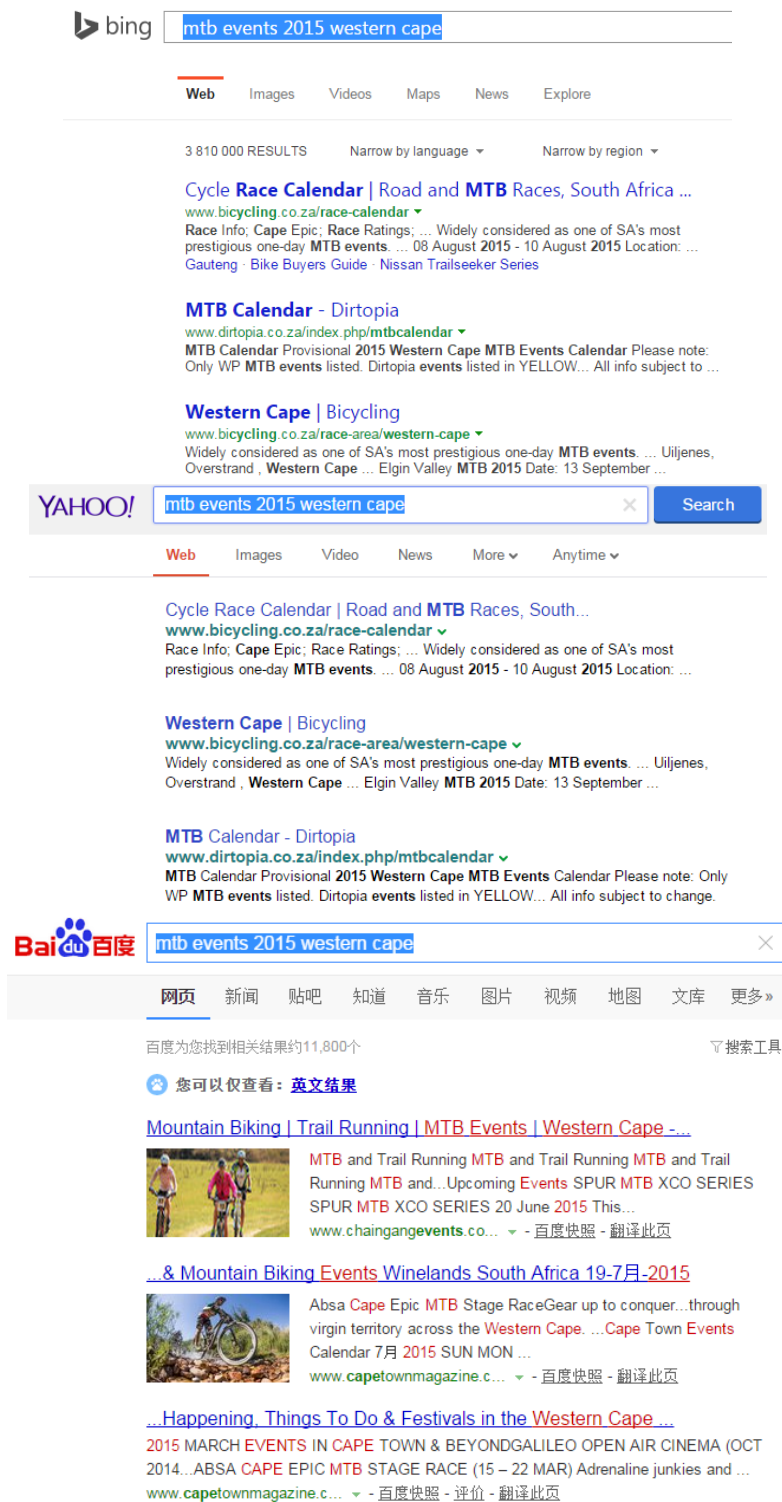 bing mtb events 2015 western cape
Web Images Videos Maps News Explore
3 810 000 RESULTS Narrow by language Narrow by region
Cycle Race Calendar | Road and MTB Races, South Africa ...
www.bicycling.co.za/race-calendar
Race Info; Cape Epic; Race Ratings; ... Widely considered as one of SA's most
prestigious one-day MTB events. ... 08 August 2015 - 10 August 2015 Location: ...
Gauteng · Bike Buyers Guide · Nissan Trailseeker Series
MTB Calendar - Dirtopia
www.dirtopia.co.za/index.php/mtbcalendar
MTB Calendar Provisional 2015 Western Cape MTB Events Calendar Please note:
Only WP MTB events listed. Dirtopia events listed in YELLOW... All info subject to ...
Western Cape | Bicycling
www.bicycling.co.za/race-area/western-cape
Widely considered as one of SA's most prestigious one-day MTB events. ... Uiljenes,
Overstrand , Western Cape ... Elgin Valley MTB 2015 Date: 13 September ...
YAHOO! mtb events 2015 western cape Search
Web Images Video News More Anytime
Cycle Race Calendar | Road and MTB Races, South...
www.bicycling.co.za/race-calendar
Race Info; Cape Epic; Race Ratings; ... Widely considered as one of SA's most
prestigious one-day MTB events. ... 08 August 2015 - 10 August 2015 Location: ...
Western Cape | Bicycling
www.bicycling.co.za/race-area/western-cape
Widely considered as one of SA's most prestigious one-day MTB events. ... Uiljenes,
Overstrand , Western Cape ... Elgin Valley MTB 2015 Date: 13 September ...
MTB Calendar - Dirtopia
www.dirtopia.co.za/index.php/mtbcalendar
MTB Calendar Provisional 2015 Western Cape MTB Events Calendar Please note: Only
WP MTB events listed. Dirtopia events listed in YELLOW... All info subject to change.
Bai du 百度 mtb events 2015 western cape
网页 新闻 贴吧 知道 音乐 图片 视频 地图 文库 更多»
百度为您找到相关结果约11,800个 搜索工具
您可以仅查看：英文结果
Mountain Biking | Trail Running | MTB Events | Western Cape -...
MTB and Trail Running MTB and Trail Running MTB and Trail
Running MTB and...Upcoming Events SPUR MTB XCO SERIES
SPUR MTB XCO SERIES 20 June 2015 This...
www.chaingangevents.co... - 百度快照 - 翻译此页
...& Mountain Biking Events Winelands South Africa 19-7月-2015
Absa Cape Epic MTB Stage RaceGear up to conquer...through
virgin territory across the Western Cape. ...Cape Town Events
Calendar 7月 2015 SUN MON ...
www.capetownmagazine.c... - 百度快照 - 翻译此页
...Happening, Things To Do & Festivals in the Western Cape ...
2015 MARCH EVENTS IN CAPE TOWN & BEYONDGALILEO OPEN AIR CINEMA (OCT
2014...ABSA CAPE EPIC MTB STAGE RACE (15 – 22 MAR) Adrenaline junkies and ...
www.capetownmagazine.c... - 百度快照 - 评价 - 翻译此页